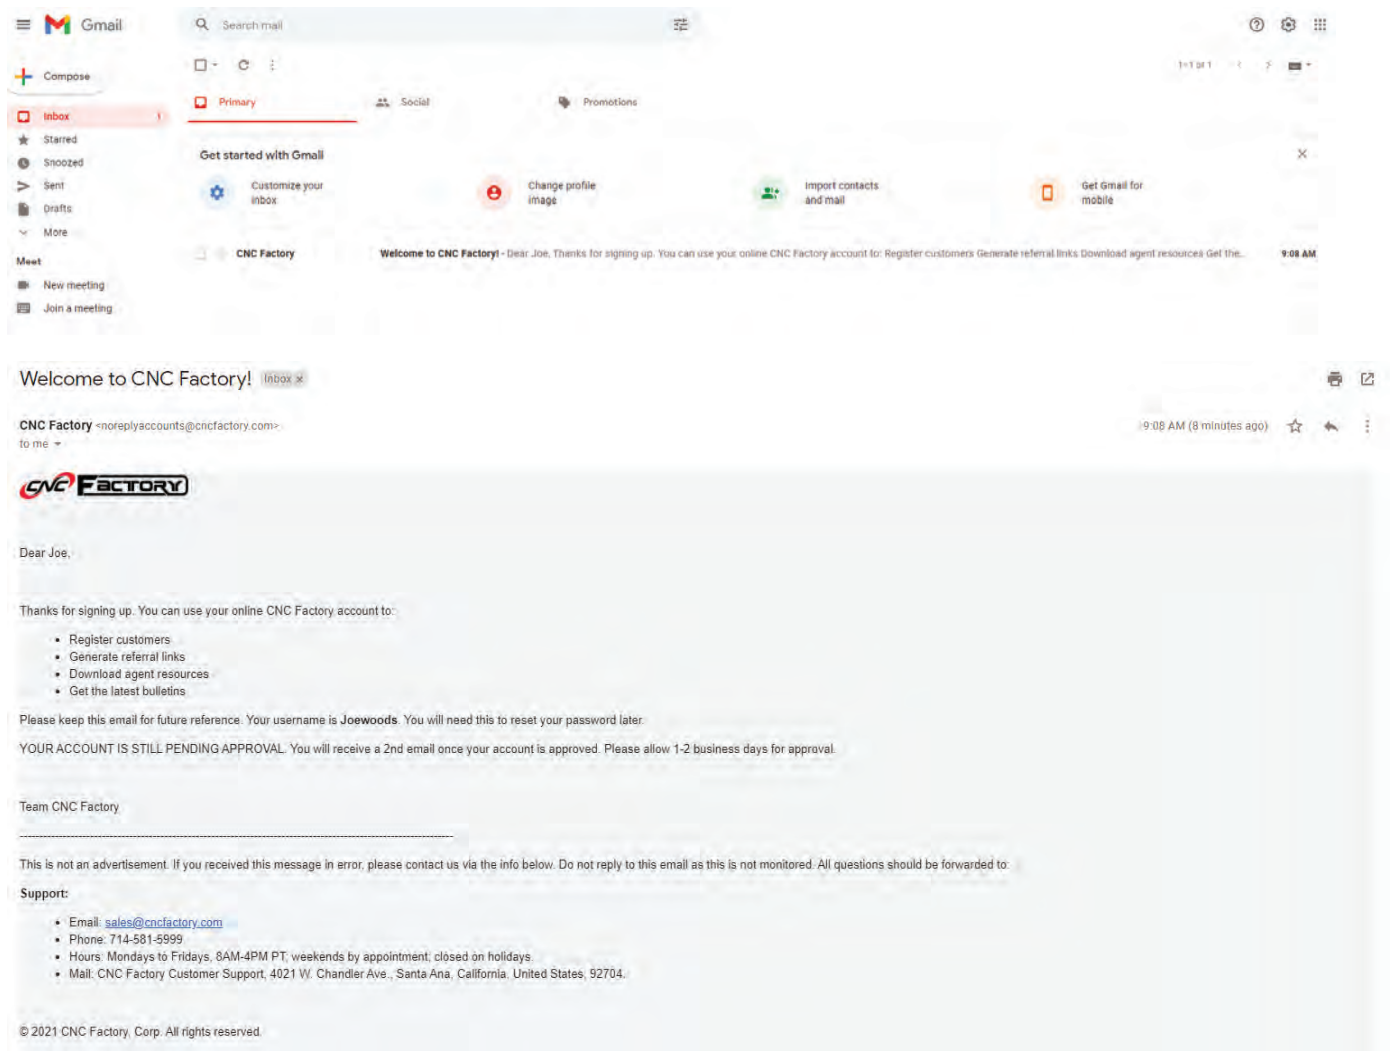 Gmail
Search mail
Compose
1–1 of 1
Primary
Social
Promotions
Inbox 1
Starred
Snoozed
Sent
Drafts
More
Meet
New meeting
Join a meeting
Get started with Gmail
Customize your
inbox
Change profile
image
Import contacts
and mail
Get Gmail for
mobile
CNC Factory Welcome to CNC Factory! - Dear Joe, Thanks for signing up. You can use your online CNC Factory account to: Register customers Generate referral links Download agent resources Get the... 9:08 AM
Welcome to CNC Factory! Inbox x
CNC Factory <noreplyaccounts@cncfactory.com> 9:08 AM (8 minutes ago)
to me
CNC FACTORY
Dear Joe,
Thanks for signing up. You can use your online CNC Factory account to:
• Register customers
• Generate referral links
• Download agent resources
• Get the latest bulletins
Please keep this email for future reference. Your username is Joewoods. You will need this to reset your password later.
YOUR ACCOUNT IS STILL PENDING APPROVAL. You will receive a 2nd email once your account is approved. Please allow 1-2 business days for approval.
Team CNC Factory
--------------------------------------------------------------------------------------------------------------
This is not an advertisement. If you received this message in error, please contact us via the info below. Do not reply to this email as this is not monitored. All questions should be forwarded to:
Support:
• Email: sales@cncfactory.com
• Phone: 714-581-5999
• Hours: Mondays to Fridays, 8AM-4PM PT; weekends by appointment; closed on holidays.
• Mail: CNC Factory Customer Support, 4021 W. Chandler Ave., Santa Ana, California, United States, 92704.
© 2021 CNC Factory, Corp. All rights reserved.